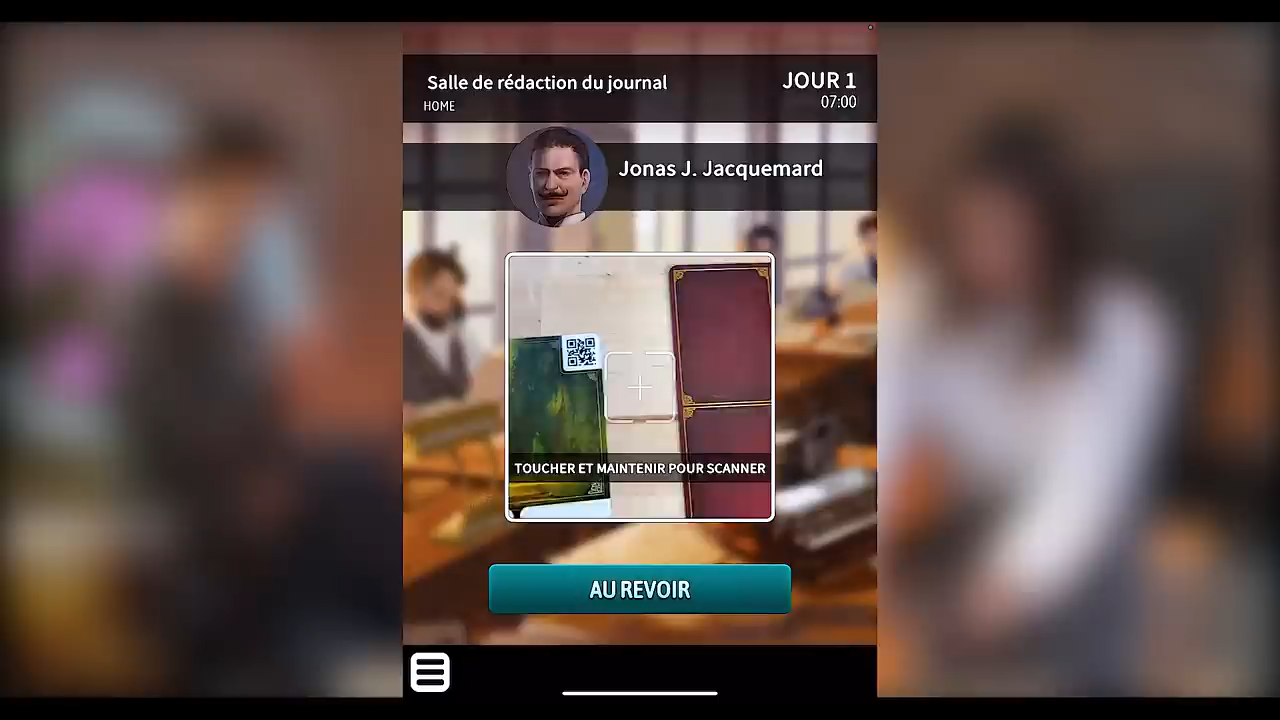 Salle de rédaction du journal
HOME
JOUR 1
07:00
Jonas J. Jacquemard
TOUCHER ET MAINTENIR POUR SCANNER
AU REVOIR